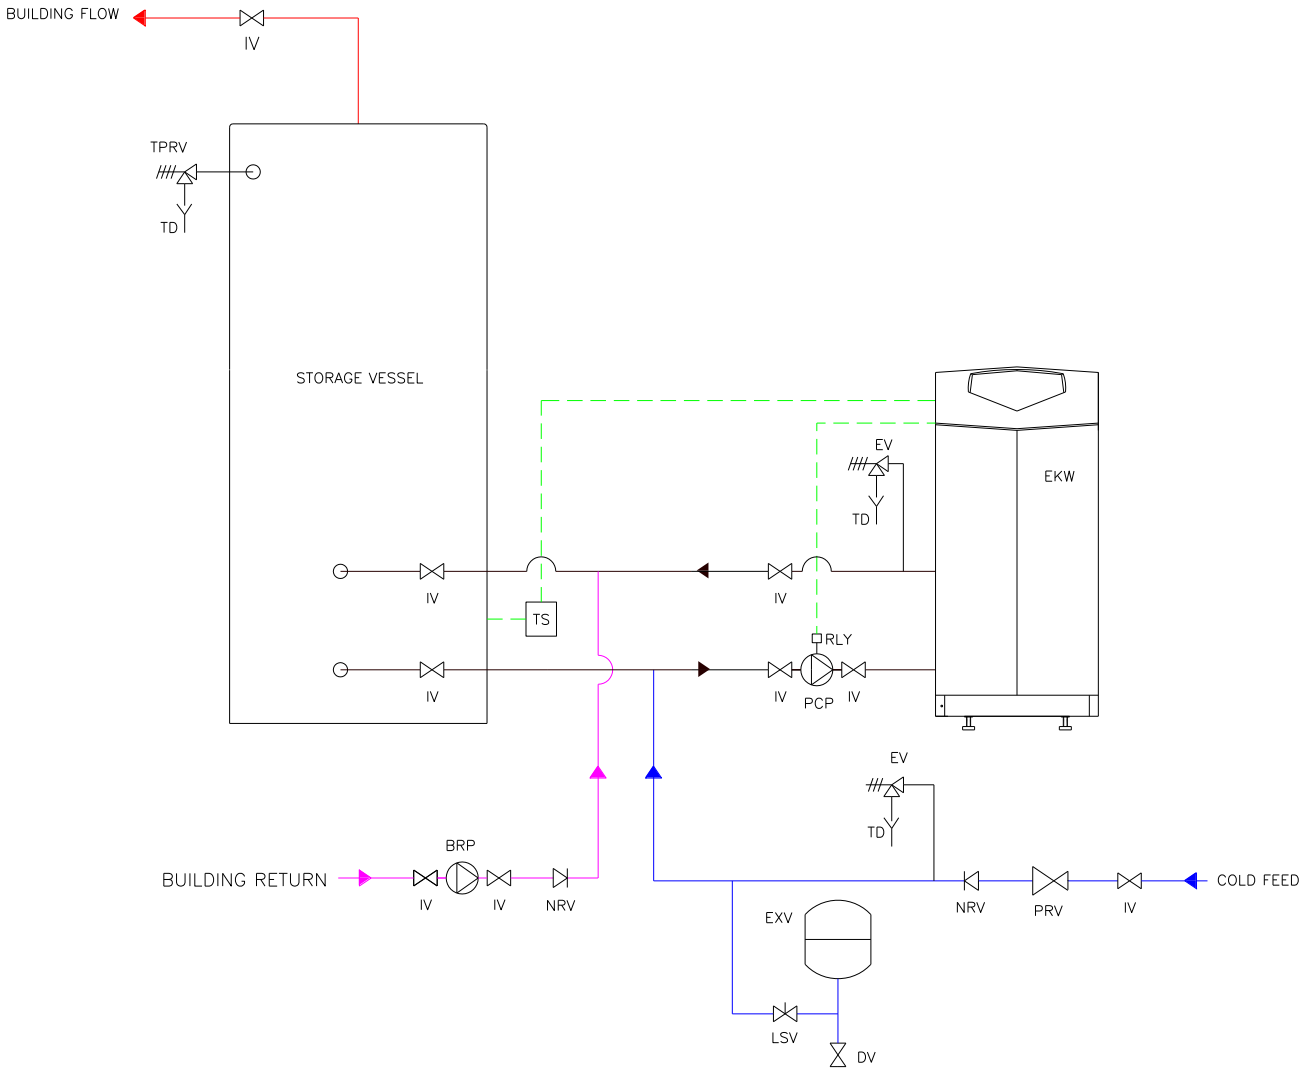 BUILDING FLOW
IV
TPRV
TD
STORAGE VESSEL
EV
EKW
TD
IV
IV
TS
RLY
IV
IV
IV
PCP
EV
TD
BRP
BUILDING RETURN
COLD FEED
IV
IV
NRV
NRV
PRV
IV
EXV
LSV
DV